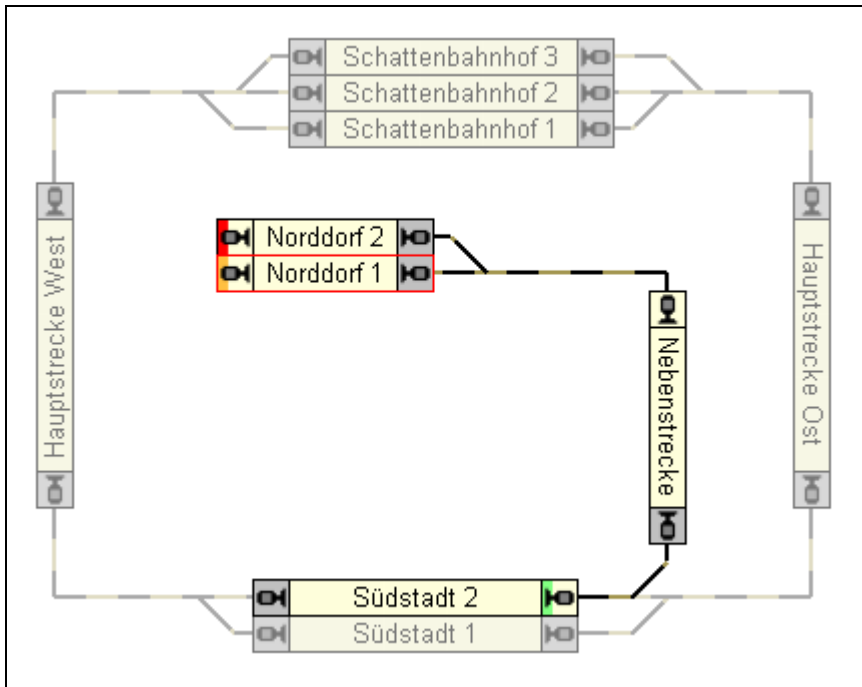 Schattenbahnhof 3
Schattenbahnhof 2
Schattenbahnhof 1
Hauptstrecke West
Norddorf 2
Norddorf 1
Nebenstrecke
Hauptstrecke Ost
Südstadt 2
Südstadt 1